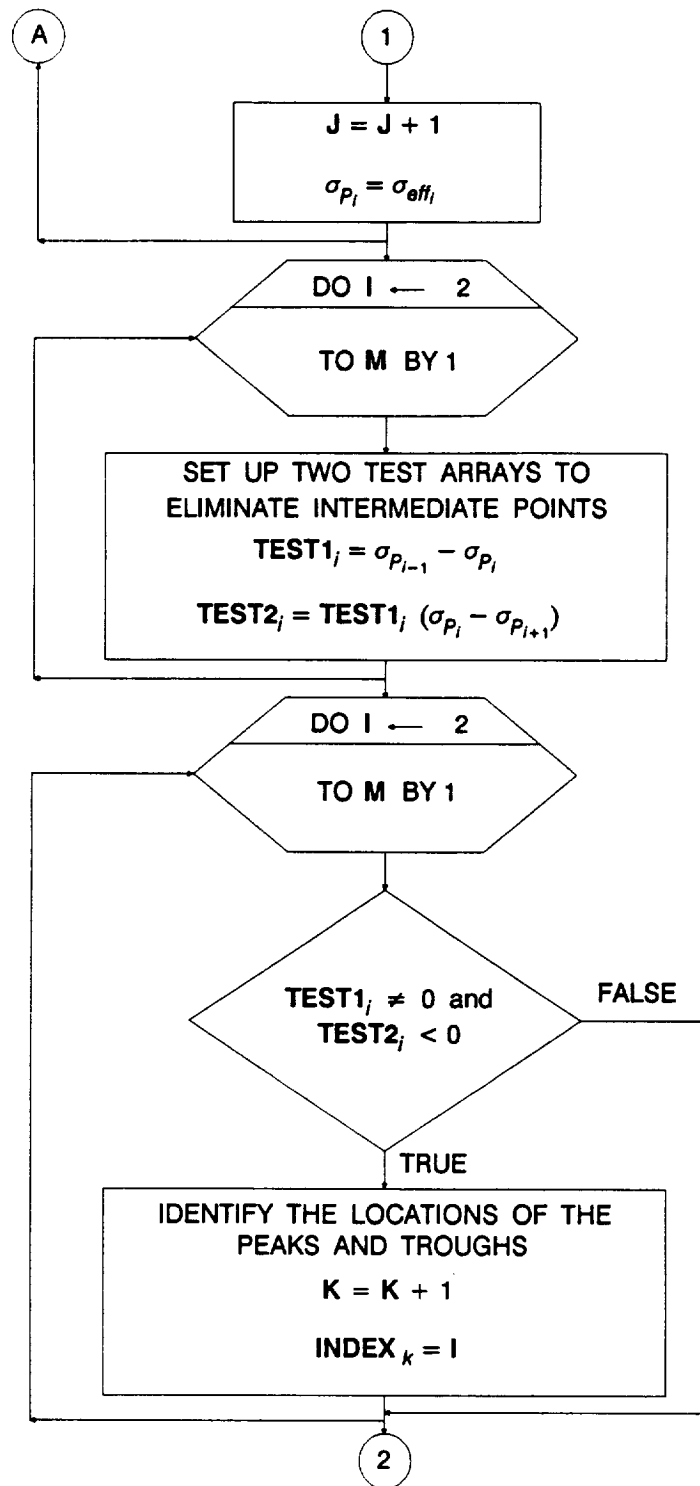 A
1
J = J + 1
σ_{P_i} = σ_{eff_i}
DO I ← 2
TO M BY 1
SET UP TWO TEST ARRAYS TO
ELIMINATE INTERMEDIATE POINTS
TEST1_i = σ_{P_{i-1}} − σ_{P_i}
TEST2_i = TEST1_i (σ_{P_i} − σ_{P_{i+1}})
DO I ← 2
TO M BY 1
TEST1_i ≠ 0 and
TEST2_i < 0
FALSE
TRUE
IDENTIFY THE LOCATIONS OF THE
PEAKS AND TROUGHS
K = K + 1
INDEX_k = I
2